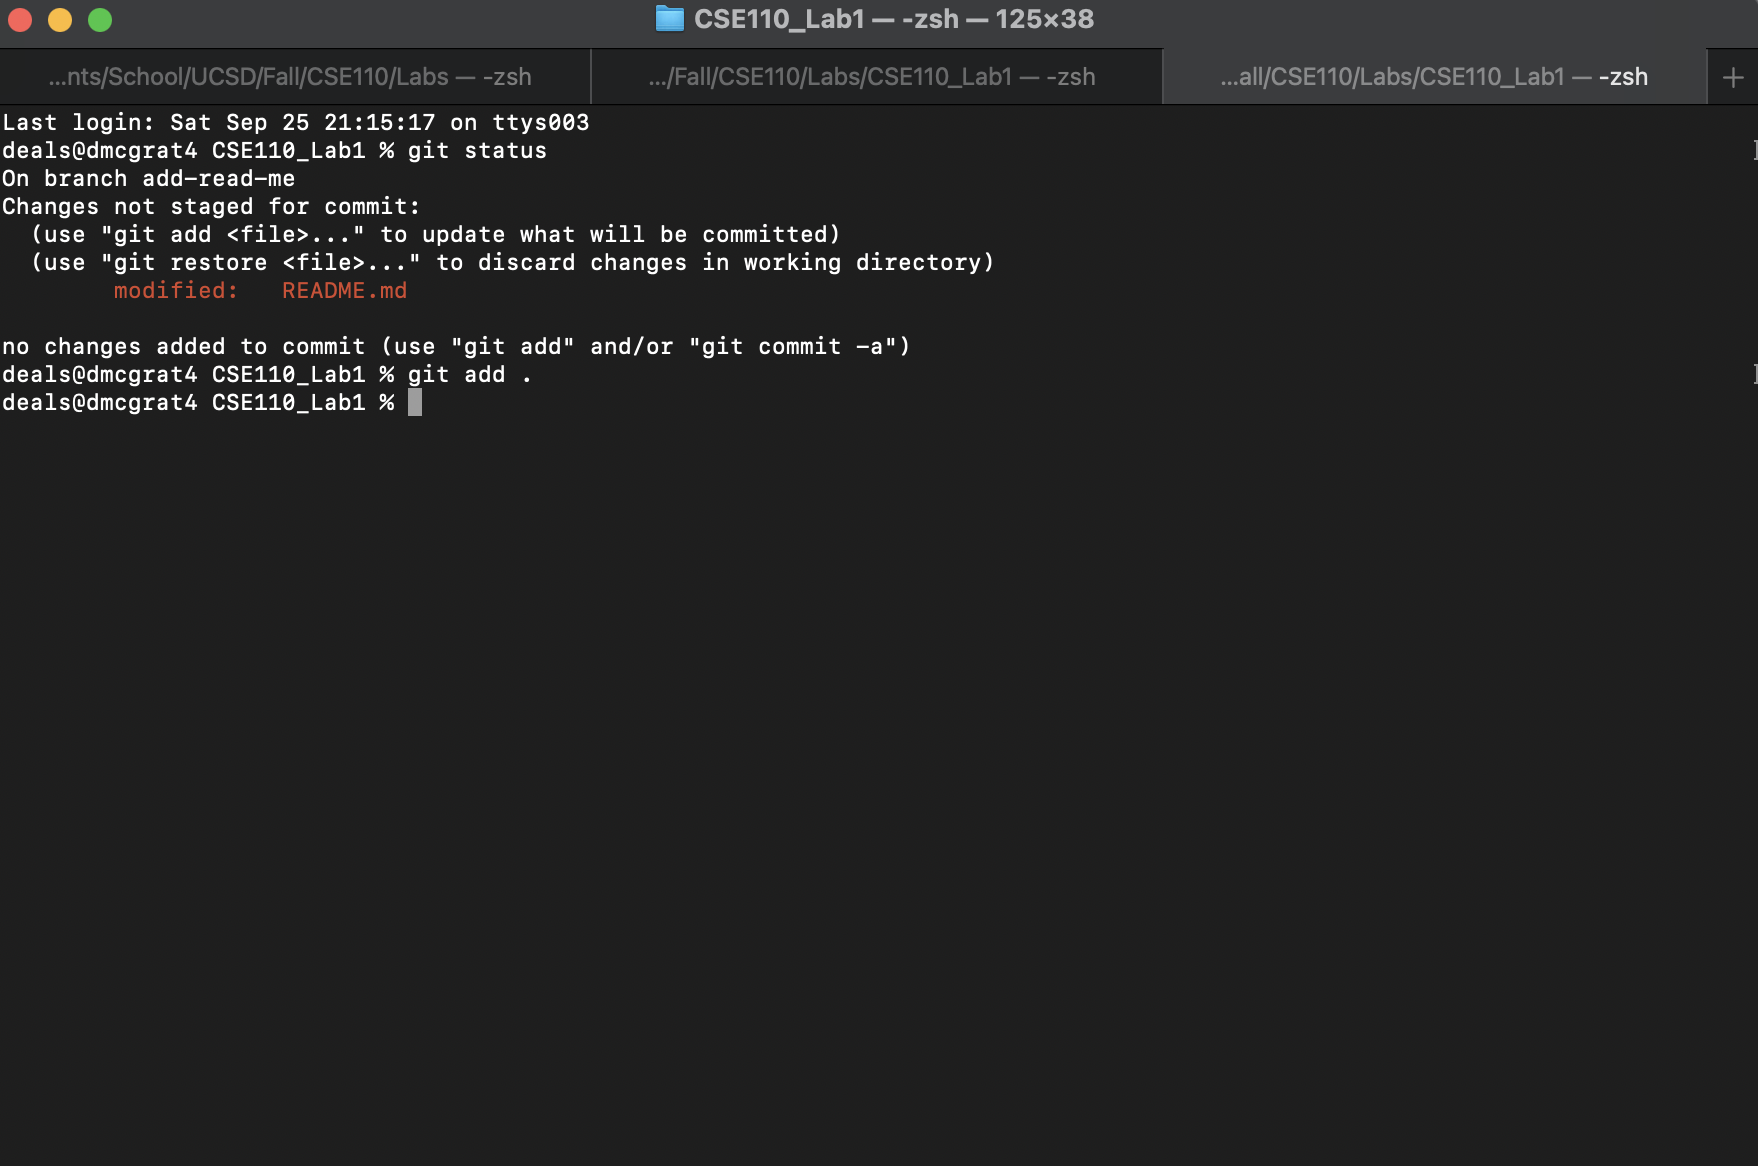 CSE110_Lab1 — -zsh — 125×38
...nts/School/UCSD/Fall/CSE110/Labs — -zsh
.../Fall/CSE110/Labs/CSE110_Lab1 — -zsh
...all/CSE110/Labs/CSE110_Lab1 — -zsh
Last login: Sat Sep 25 21:15:17 on ttys003
deals@dmcgrat4 CSE110_Lab1 % git status
On branch add-read-me
Changes not staged for commit:
  (use "git add <file>..." to update what will be committed)
  (use "git restore <file>..." to discard changes in working directory)
        modified:   README.md

no changes added to commit (use "git add" and/or "git commit -a")
deals@dmcgrat4 CSE110_Lab1 % git add .
deals@dmcgrat4 CSE110_Lab1 %